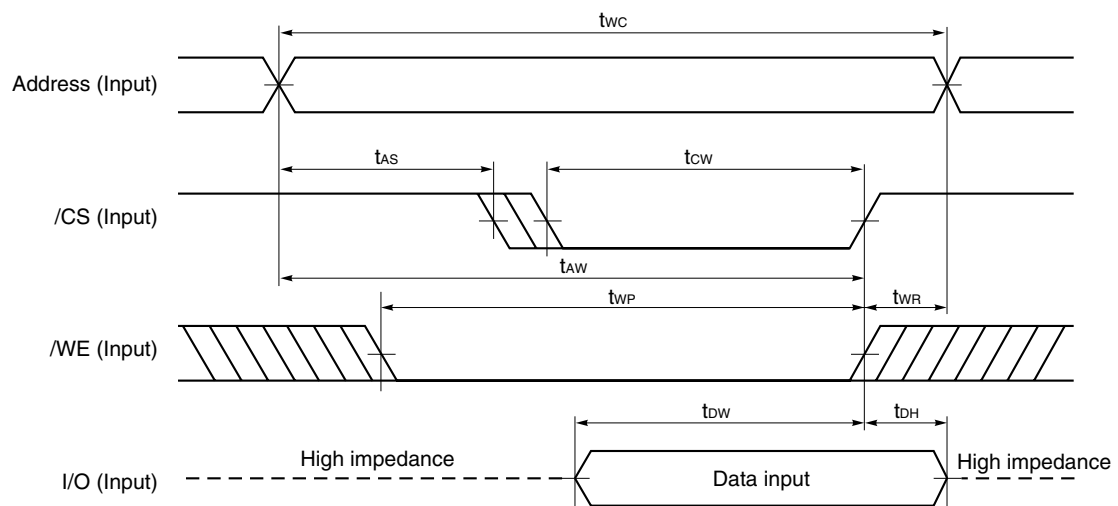 tWC
Address (Input)
tAS
tCW
/CS (Input)
tAW
tWP
tWR
/WE (Input)
tDW
tDH
High impedance
High impedance
I/O (Input)
Data input